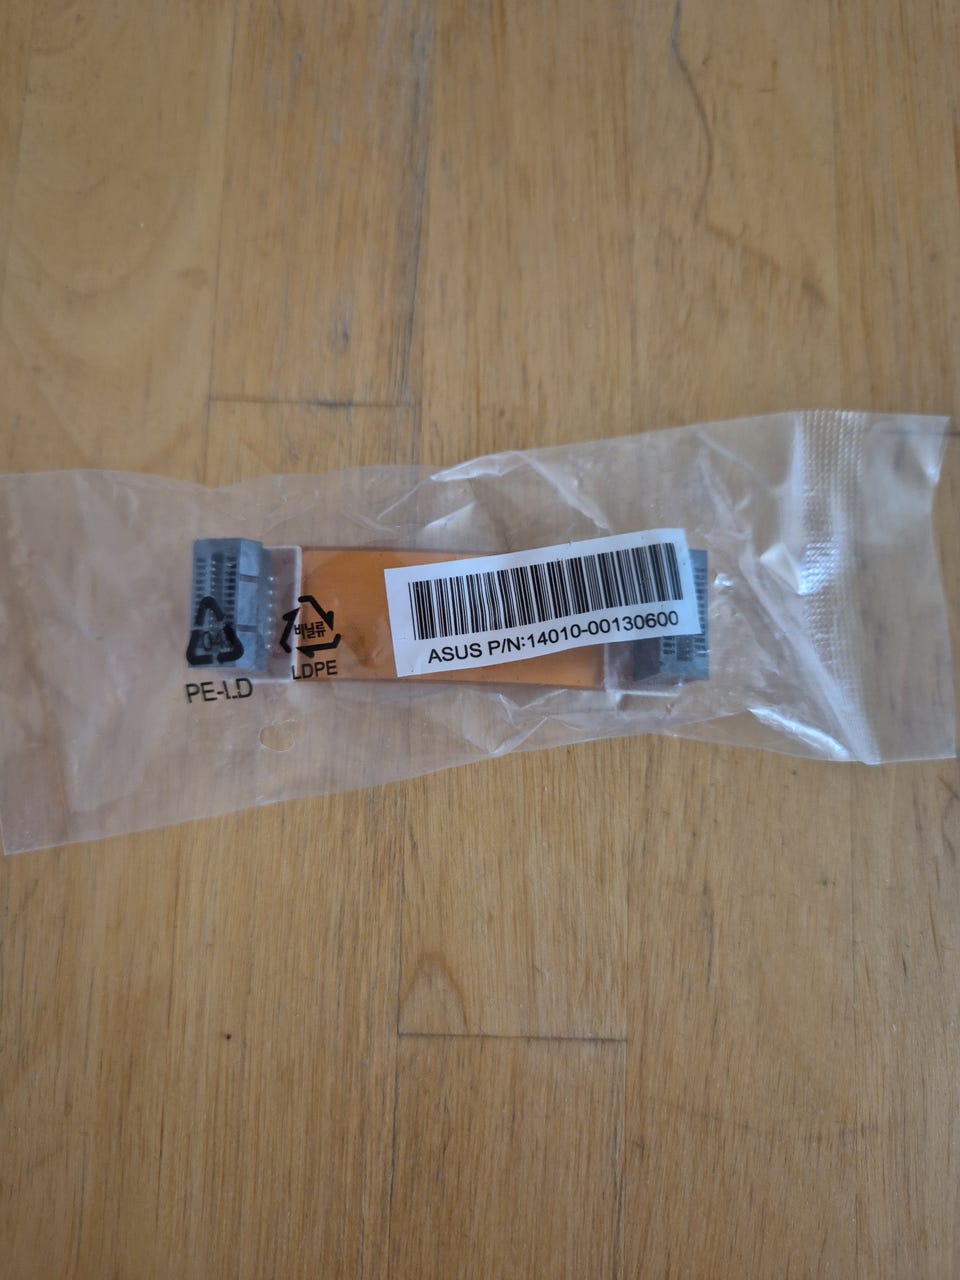 ASUS P/N:14010-00130600
04
비닐류
PE-LD
LDPE